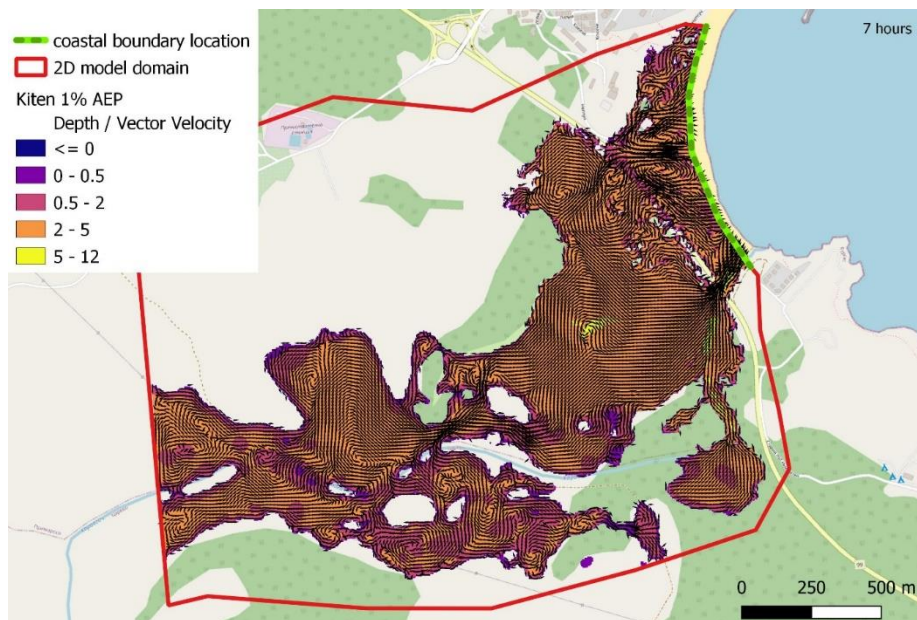 coastal boundary location
2D model domain
Kiten 1% AEP
Depth / Vector Velocity
<= 0
0 - 0.5
0.5 - 2
2 - 5
5 - 12
7 hours
99
0 250 500 m